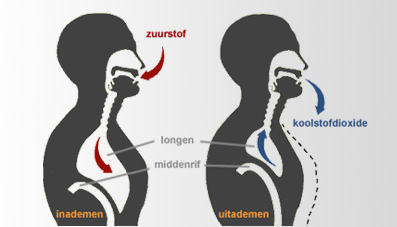 zuurstof
koolstofdioxide
longen
middenrif
inademen
uitademen